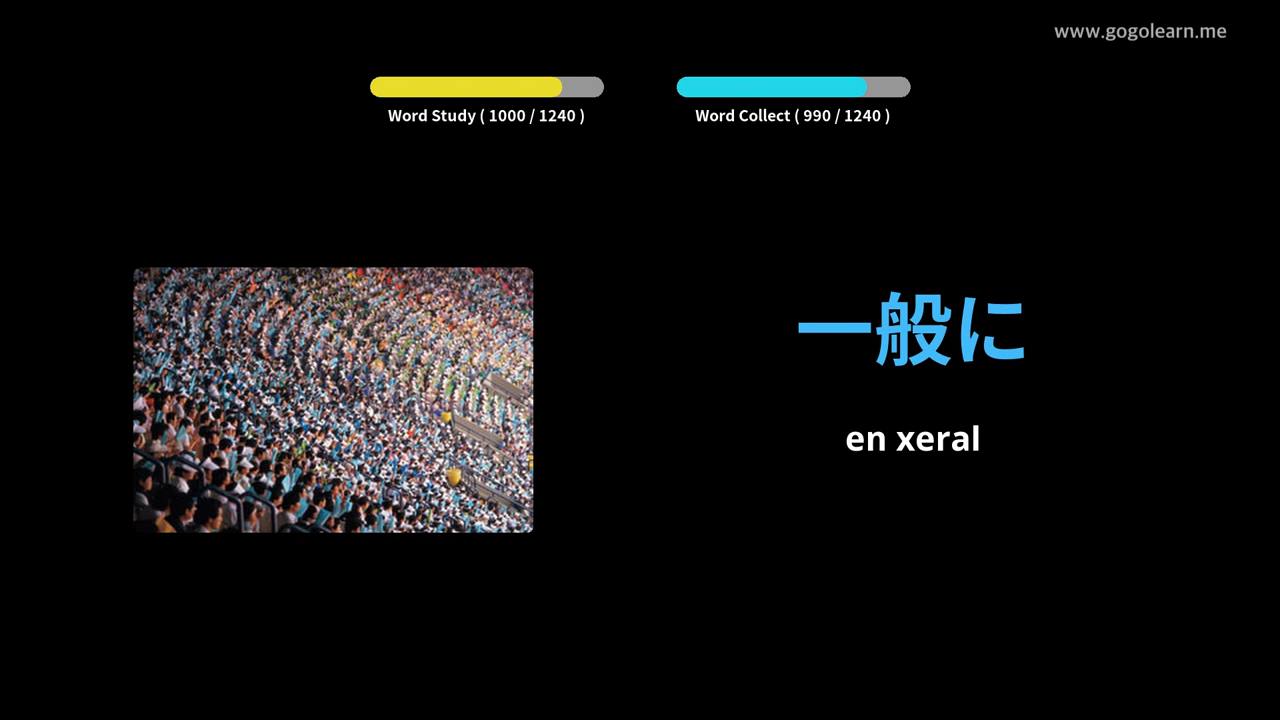 www.gogolearn.me
Word Study ( 1000 / 1240 )
Word Collect ( 990 / 1240 )
一般に
en xeral